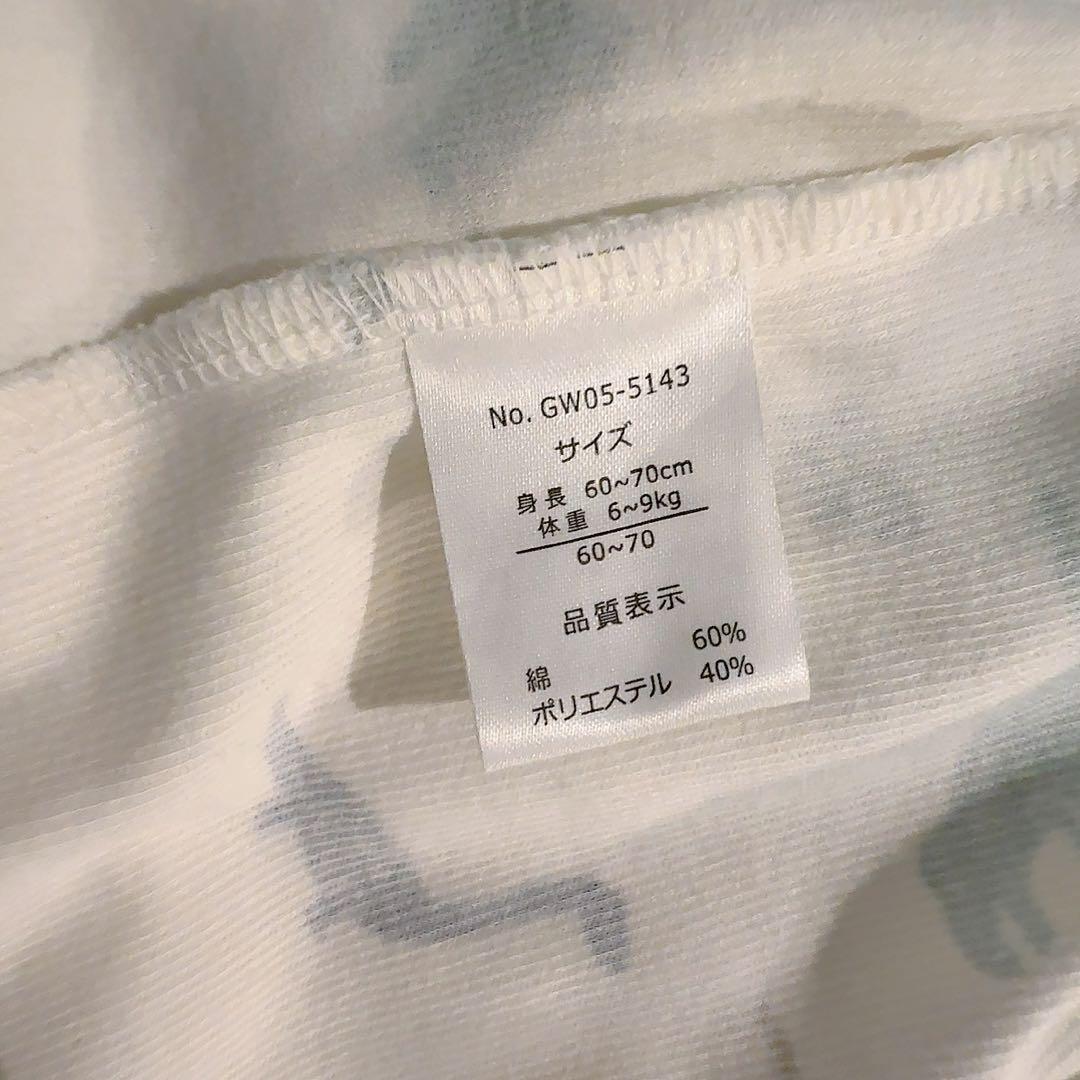 No. GW05-5143
サイズ
身長 60~70cm
体重 6~9kg
60~70
品質表示
綿 60%
ポリエステル 40%